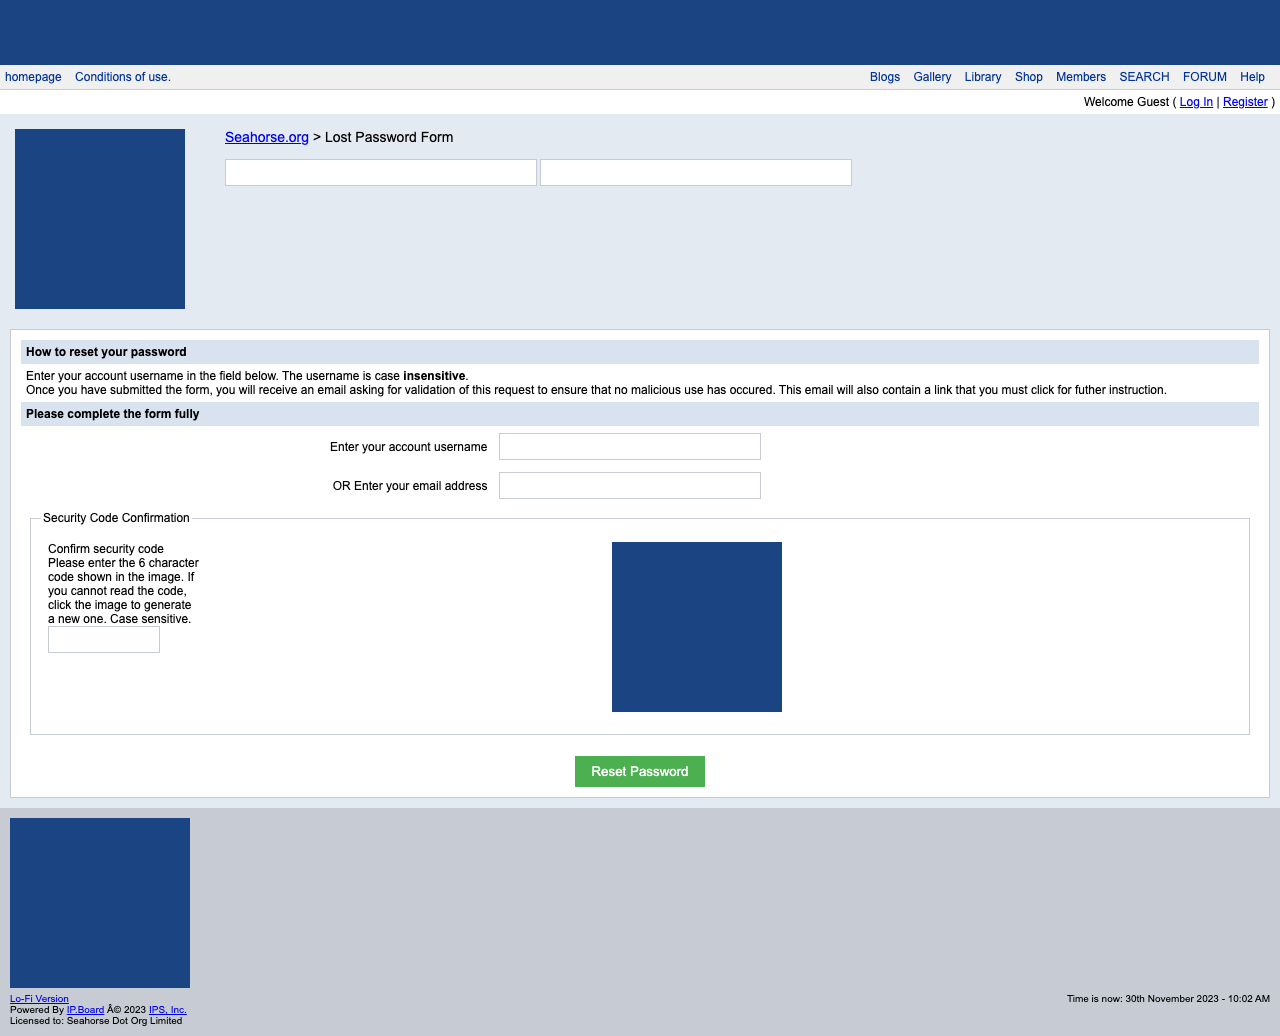 homepage Conditions of use. Blogs Gallery Library Shop Members SEARCH FORUM Help
Welcome Guest ( Log In | Register )
Seahorse.org > Lost Password Form
How to reset your password
Enter your account username in the field below. The username is case insensitive.
Once you have submitted the form, you will receive an email asking for validation of this request to ensure that no malicious use has occured. This email will also contain a link that you must click for futher instruction.
Please complete the form fully
Enter your account username
OR Enter your email address
Security Code Confirmation
Confirm security code
Please enter the 6 character
code shown in the image. If
you cannot read the code,
click the image to generate
a new one. Case sensitive.
Reset Password
Lo-Fi Version Time is now: 30th November 2023 - 10:02 AM
Powered By IP.Board Â© 2023 IPS, Inc.
Licensed to: Seahorse Dot Org Limited